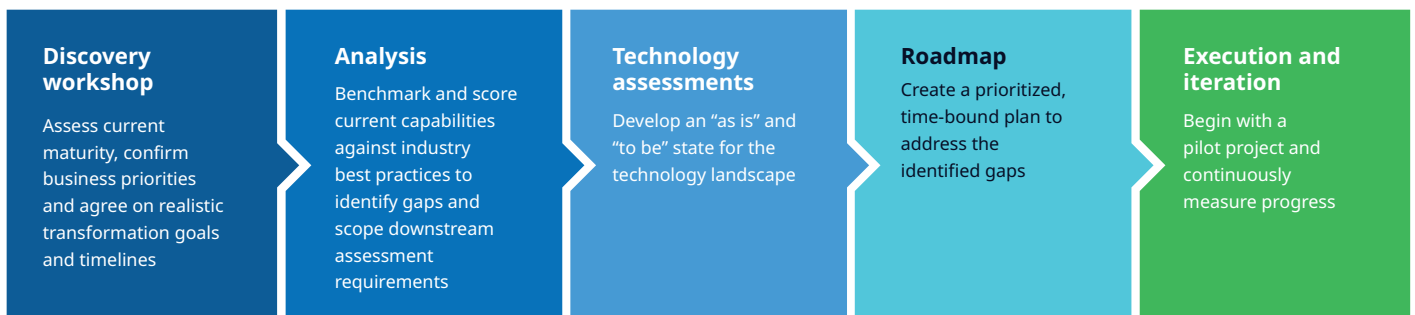 Discovery
workshop
Assess current
maturity, confirm
business priorities
and agree on realistic
transformation goals
and timelines
Analysis
Benchmark and score
current capabilities
against industry
best practices to
identify gaps and
scope downstream
assessment
requirements
Technology
assessments
Develop an “as is” and
“to be” state for the
technology landscape
Roadmap
Create a prioritized,
time-bound plan to
address the
identified gaps
Execution and
iteration
Begin with a
pilot project and
continuously
measure progress